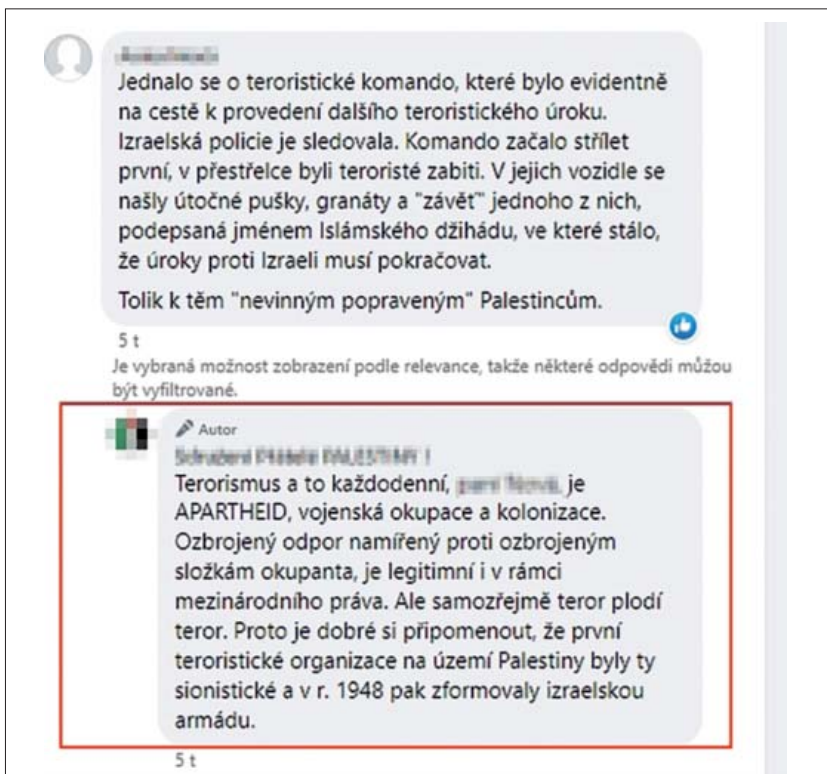 Jednalo se o teroristické komando, které bylo evidentně
na cestě k provedení dalšího teroristického úroku.
Izraelská policie je sledovala. Komando začalo střílet
první, v přestřelce byli teroristé zabiti. V jejich vozidle se
našly útočné pušky, granáty a "závět" jednoho z nich,
podepsaná jménem Islámského džihádu, ve které stálo,
že úroky proti Izraeli musí pokračovat.
Tolik k těm "nevinným popraveným" Palestincům.
5 t
Je vybraná možnost zobrazení podle relevance, takže některé odpovědi můžou
být vyfiltrované.
Autor
Terorismus a to každodenní, je
APARTHEID, vojenská okupace a kolonizace.
Ozbrojený odpor namířený proti ozbrojeným
složkám okupanta, je legitimní i v rámci
mezinárodního práva. Ale samozřejmě teror plodí
teror. Proto je dobré si připomenout, že první
teroristické organizace na území Palestiny byly ty
sionistické a v r. 1948 pak zformovaly izraelskou
armádu.
5 t